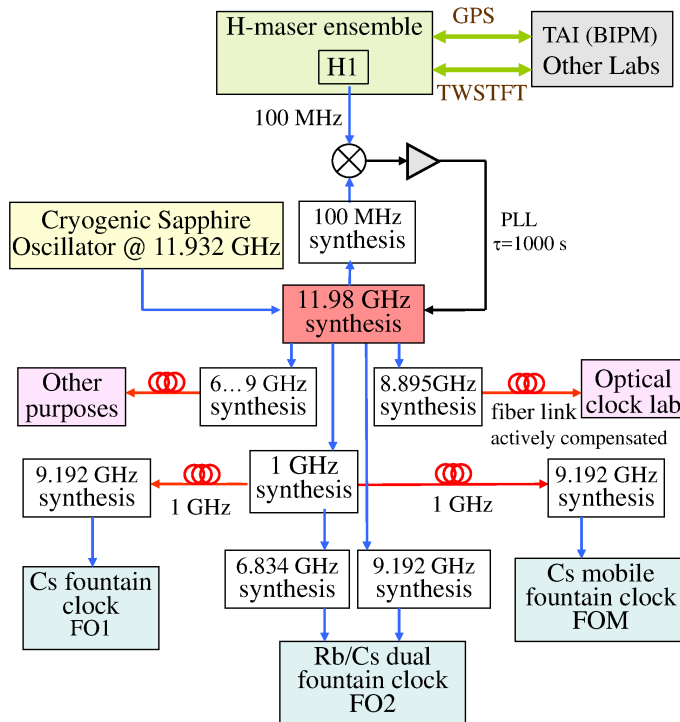 H-maser ensemble
H1
GPS
TWSTFT
TAI (BIPM)
Other Labs
100 MHz
100 MHz
synthesis
PLL
τ=1000 s
Cryogenic Sapphire
Oscillator @ 11.932 GHz
11.98 GHz
synthesis
Other
purposes
6…9 GHz
synthesis
8.895GHz
synthesis
fiber link
actively compensated
Optical
clock lab
9.192 GHz
synthesis
1 GHz
1 GHz
synthesis
1 GHz
9.192 GHz
synthesis
6.834 GHz
synthesis
9.192 GHz
synthesis
Cs fountain
clock
FO1
Rb/Cs dual
fountain clock
FO2
Cs mobile
fountain clock
FOM